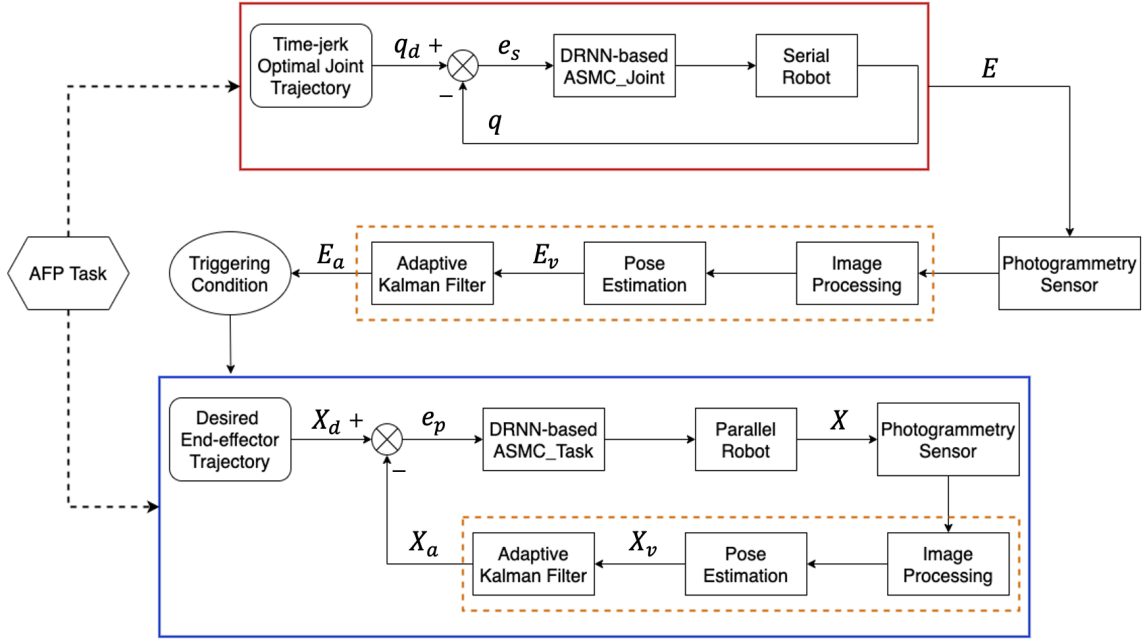 Time-jerk
Optimal Joint
Trajectory
q_d +
−
e_s
DRNN-based
ASMC_Joint
Serial
Robot
q
E
AFP Task
Triggering
Condition
E_a
Adaptive
Kalman Filter
E_v
Pose
Estimation
Image
Processing
Photogrammetry
Sensor
Desired
End-effector
Trajectory
X_d +
−
e_p
DRNN-based
ASMC_Task
Parallel
Robot
X
Photogrammetry
Sensor
X_a
Adaptive
Kalman Filter
X_v
Pose
Estimation
Image
Processing